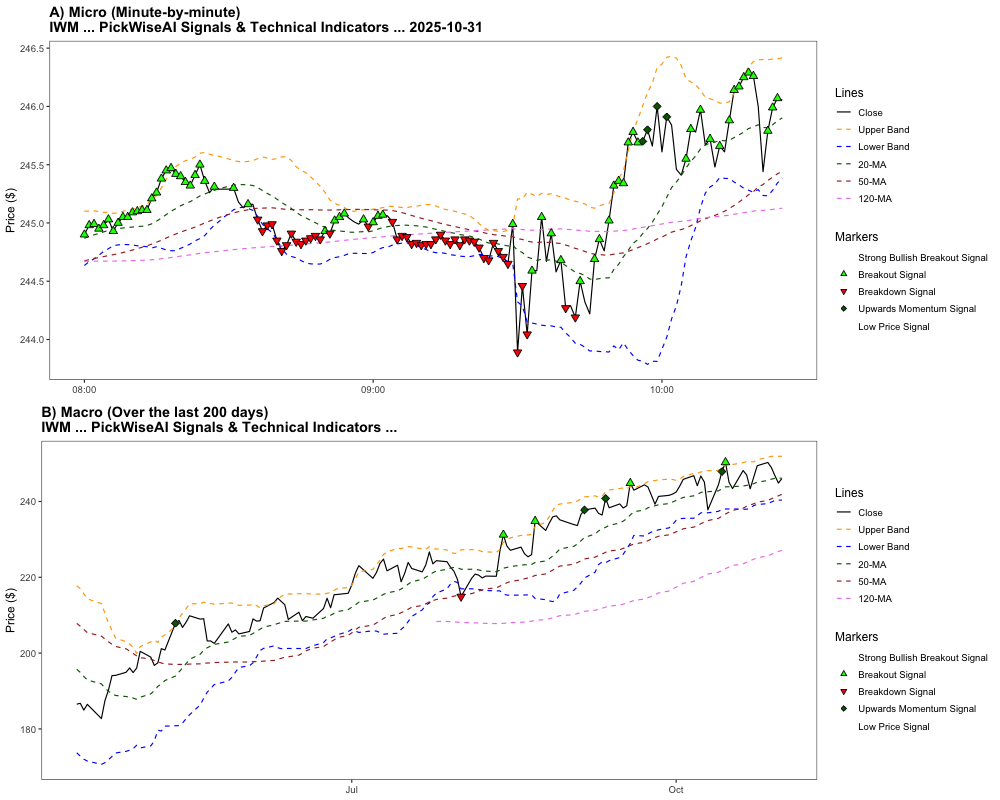 A) Micro (Minute-by-minute)
IWM ... PickWiseAI Signals & Technical Indicators ... 2025-10-31
246.5
246.0
245.5
245.0
244.5
244.0
Price ($)
08:00
09:00
10:00
Lines
Close
Upper Band
Lower Band
20-MA
50-MA
120-MA
Markers
Strong Bullish Breakout Signal
Breakout Signal
Breakdown Signal
Upwards Momentum Signal
Low Price Signal
B) Macro (Over the last 200 days)
IWM ... PickWiseAI Signals & Technical Indicators ...
240
220
200
180
Price ($)
Jul
Oct
Lines
Close
Upper Band
Lower Band
20-MA
50-MA
120-MA
Markers
Strong Bullish Breakout Signal
Breakout Signal
Breakdown Signal
Upwards Momentum Signal
Low Price Signal